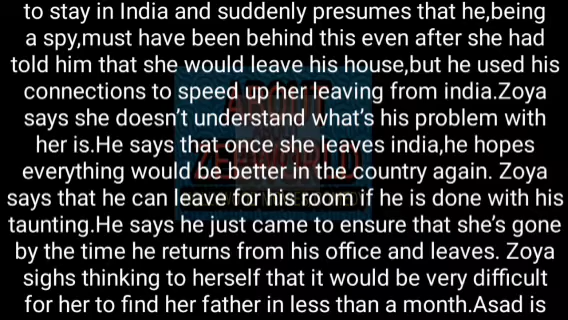 to stay in India and suddenly presumes that he,being
a spy,must have been behind this even after she had
told him that she would leave his house,but he used his
connections to speed up her leaving from india.Zoya
says she doesn't understand what's his problem with
her is.He says that once she leaves india,he hopes
everything would be better in the country again. Zoya
says that he can leave for his room if he is done with his
taunting.He says he just came to ensure that she's gone
by the time he returns from his office and leaves. Zoya
sighs thinking to herself that it would be very difficult
for her to find her father in less than a month.Asad is